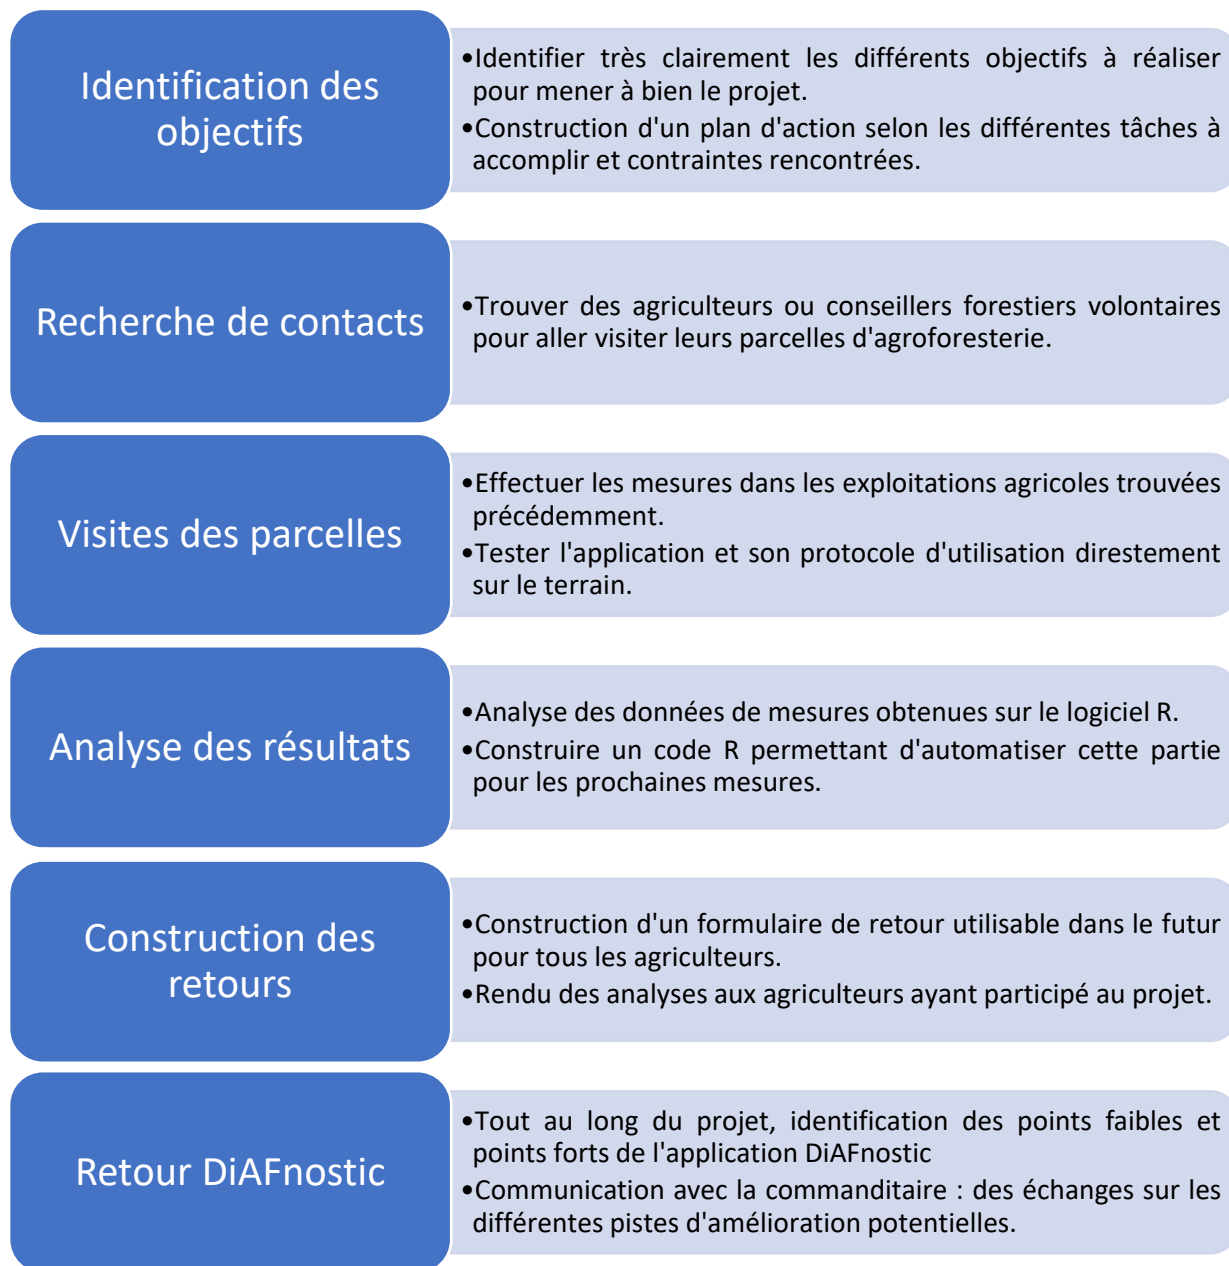 Identification des
objectifs
•Identifier très clairement les différents objectifs à réaliser
pour mener à bien le projet.
•Construction d'un plan d'action selon les différentes tâches à
accomplir et contraintes rencontrées.
Recherche de contacts
•Trouver des agriculteurs ou conseillers forestiers volontaires
pour aller visiter leurs parcelles d'agroforesterie.
Visites des parcelles
•Effectuer les mesures dans les exploitations agricoles trouvées
précédemment.
•Tester l'application et son protocole d'utilisation direstement
sur le terrain.
Analyse des résultats
•Analyse des données de mesures obtenues sur le logiciel R.
•Construire un code R permettant d'automatiser cette partie
pour les prochaines mesures.
Construction des
retours
•Construction d'un formulaire de retour utilisable dans le futur
pour tous les agriculteurs.
•Rendu des analyses aux agriculteurs ayant participé au projet.
Retour DiAFnostic
•Tout au long du projet, identification des points faibles et
points forts de l'application DiAFnostic
•Communication avec la commanditaire : des échanges sur les
différentes pistes d'amélioration potentielles.